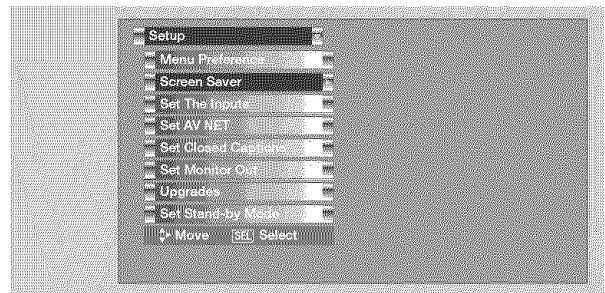 Setup
Menu Preference
Screen Saver
Set The Inputs
Set AV NET
Set Closed Captions
Set Monitor Out
Upgrades
Set Stand-by Mode
Move SEL Select